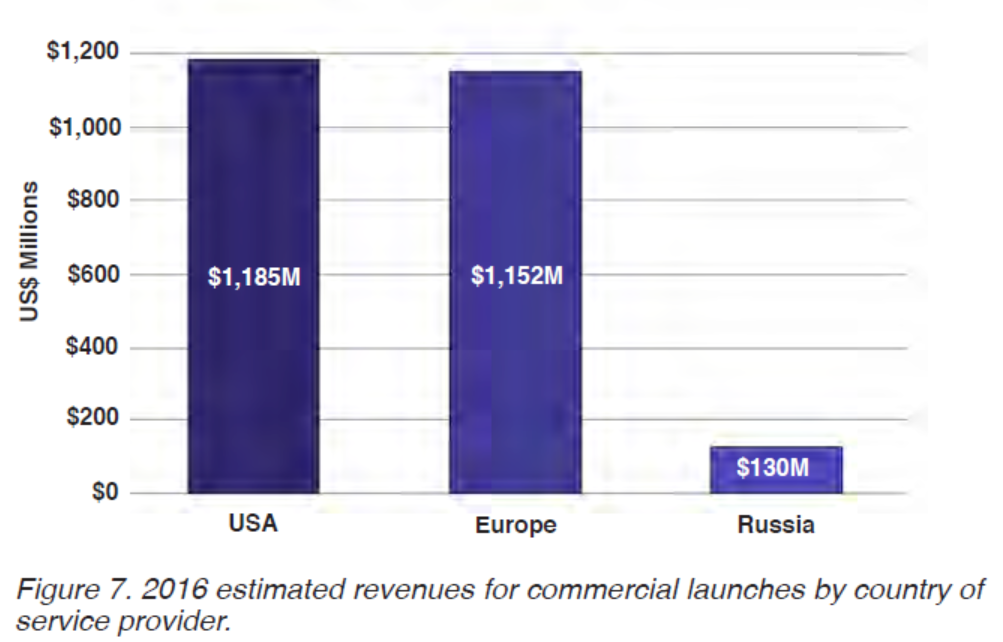 $1,200
$1,000
$800
$600
$400
$200
$0
US$ Millions
$1,185M
$1,152M
$130M
USA
Europe
Russia
Figure 7. 2016 estimated revenues for commercial launches by country of
service provider.